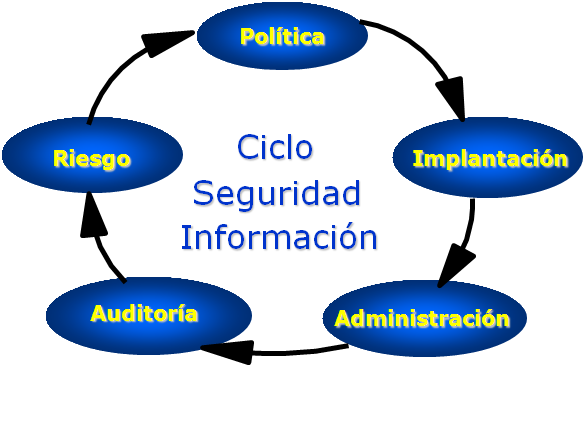 Política
Riesgo
Implantación
Ciclo
Seguridad
Información
Auditoría
Administración